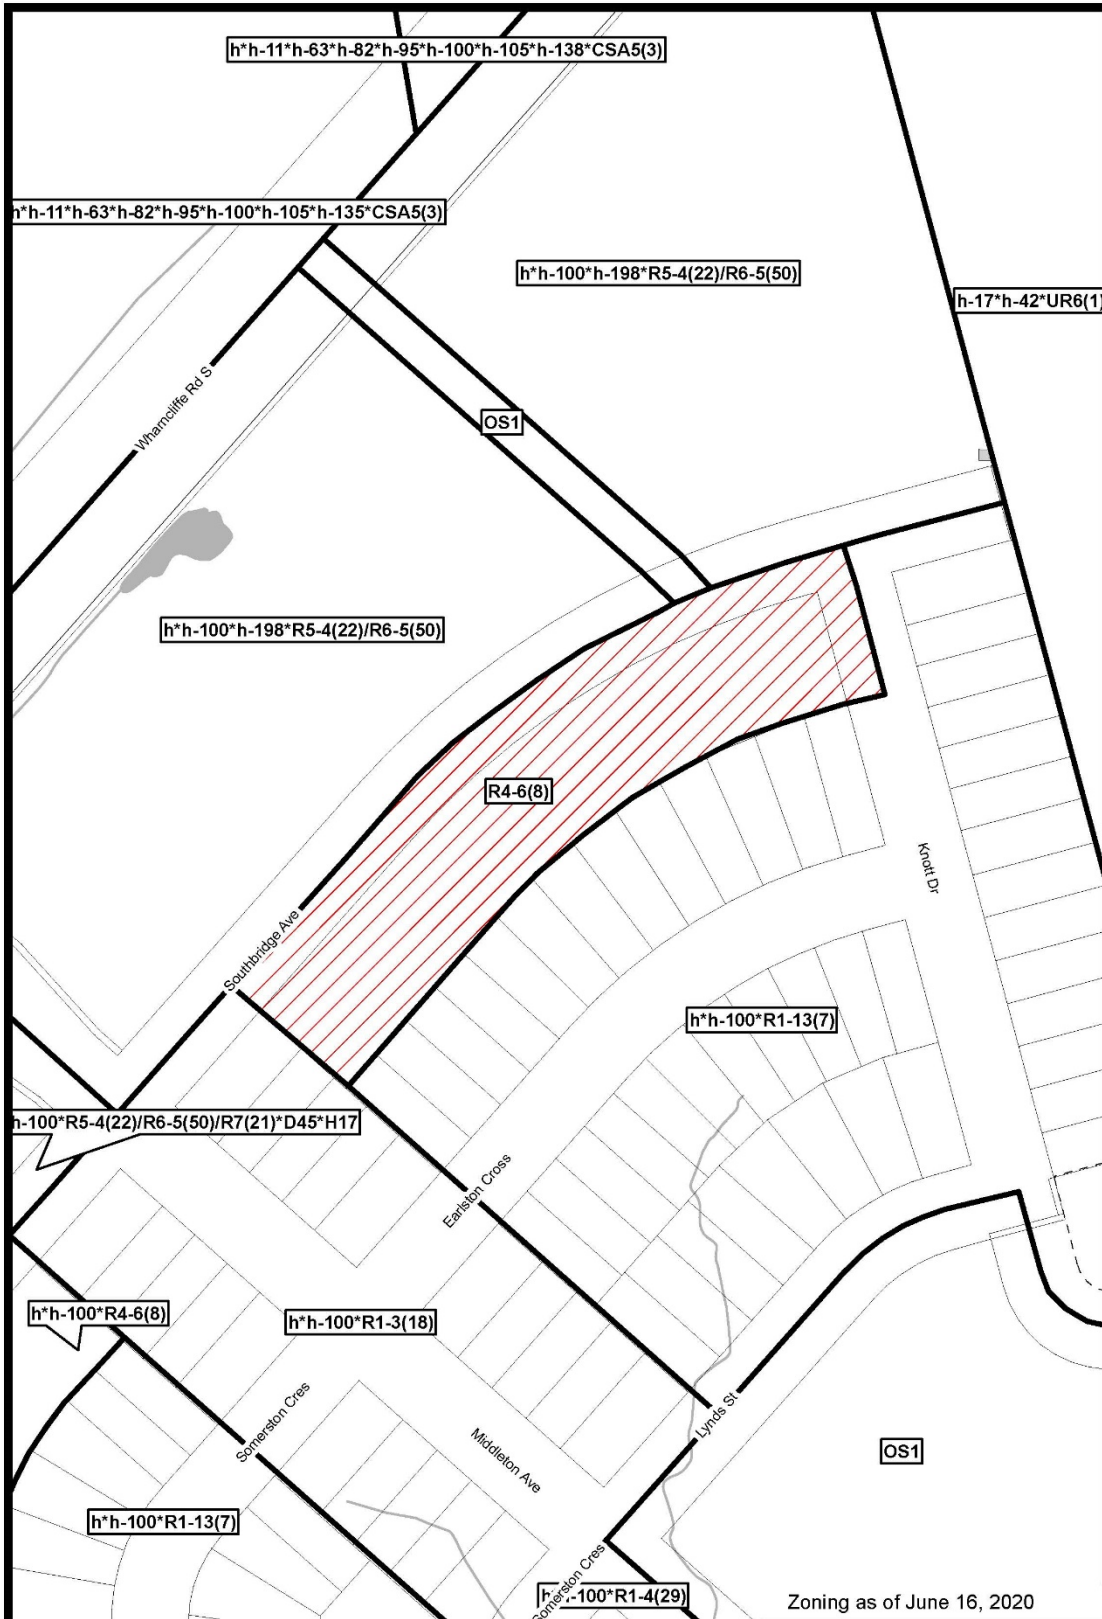 h*h-11*h-63*h-82*h-95*h-100*h-105*h-138*CSA5(3)
h*h-11*h-63*h-82*h-95*h-100*h-105*h-135*CSA5(3)
h*h-100*h-198*R5-4(22)/R6-5(50)
h-17*h-42*UR6(1)
Wharncliffe Rd S
OS1
h*h-100*h-198*R5-4(22)/R6-5(50)
R4-6(8)
Knott Dr
Southbridge Ave
h*h-100*R1-13(7)
h-100*R5-4(22)/R6-5(50)/R7(21)*D45*H17
Earlston Cross
h*h-100*R4-6(8)
h*h-100*R1-3(18)
Somerston Cres
Lynds St
Middleton Ave
OS1
h*h-100*R1-13(7)
Somerston Cres
h*h-100*R1-4(29)
Zoning as of June 16, 2020